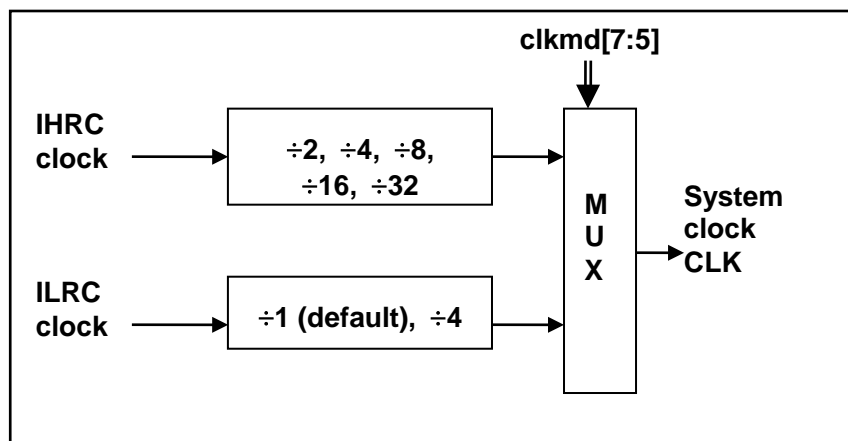 clkmd[7:5]
IHRC
clock
÷2, ÷4, ÷8,
÷16, ÷32
M
U
X
System
clock
CLK
ILRC
clock
÷1 (default), ÷4